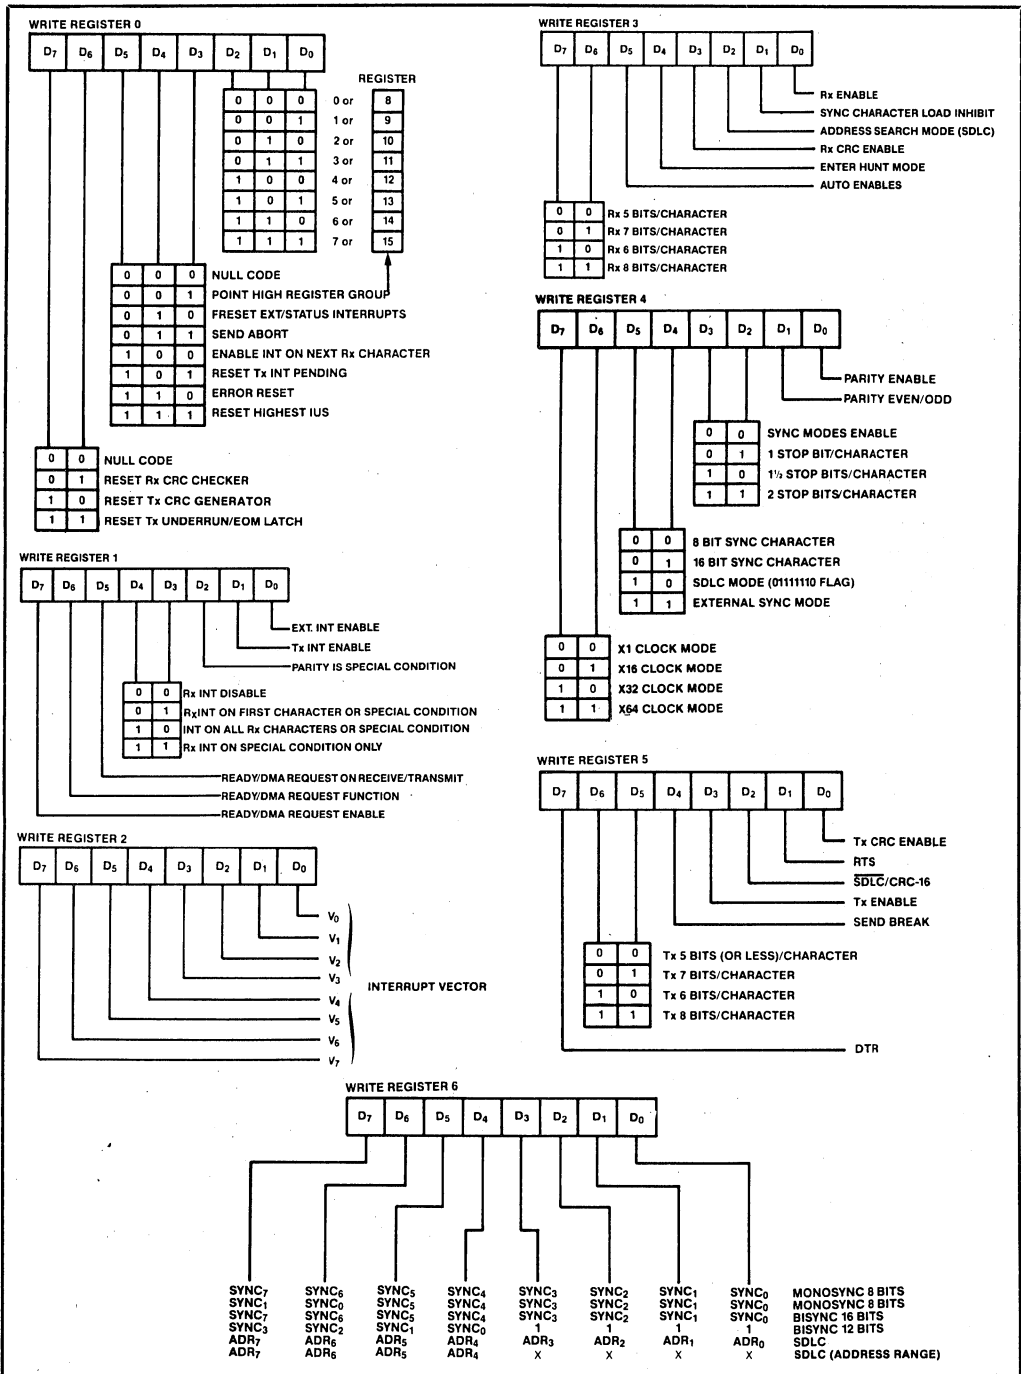 WRITE REGISTER 0
D7 D6 D5 D4 D3 D2 D1 D0
REGISTER
0 0 0 0 or 8
0 0 1 1 or 9
0 1 0 2 or 10
0 1 1 3 or 11
1 0 0 4 or 12
1 0 1 5 or 13
1 1 0 6 or 14
1 1 1 7 or 15
0 0 0 NULL CODE
0 0 1 POINT HIGH REGISTER GROUP
0 1 0 FRESET EXT/STATUS INTERRUPTS
0 1 1 SEND ABORT
1 0 0 ENABLE INT ON NEXT Rx CHARACTER
1 0 1 RESET Tx INT PENDING
1 1 0 ERROR RESET
1 1 1 RESET HIGHEST IUS
0 0 NULL CODE
0 1 RESET Rx CRC CHECKER
1 0 RESET Tx CRC GENERATOR
1 1 RESET Tx UNDERRUN/EOM LATCH
WRITE REGISTER 1
D7 D6 D5 D4 D3 D2 D1 D0
EXT. INT ENABLE
Tx INT ENABLE
PARITY IS SPECIAL CONDITION
0 0 Rx INT DISABLE
0 1 RxINT ON FIRST CHARACTER OR SPECIAL CONDITION
1 0 INT ON ALL Rx CHARACTERS OR SPECIAL CONDITION
1 1 Rx INT ON SPECIAL CONDITION ONLY
READY/DMA REQUEST ON RECEIVE/TRANSMIT
READY/DMA REQUEST FUNCTION
READY/DMA REQUEST ENABLE
WRITE REGISTER 2
D7 D6 D5 D4 D3 D2 D1 D0
V0
V1
V2
V3
INTERRUPT VECTOR
V4
V5
V6
V7
WRITE REGISTER 3
D7 D6 D5 D4 D3 D2 D1 D0
Rx ENABLE
SYNC CHARACTER LOAD INHIBIT
ADDRESS SEARCH MODE (SDLC)
Rx CRC ENABLE
ENTER HUNT MODE
AUTO ENABLES
0 0 Rx 5 BITS/CHARACTER
0 1 Rx 7 BITS/CHARACTER
1 0 Rx 6 BITS/CHARACTER
1 1 Rx 8 BITS/CHARACTER
WRITE REGISTER 4
D7 D6 D5 D4 D3 D2 D1 D0
PARITY ENABLE
PARITY EVEN/ODD
0 0 SYNC MODES ENABLE
0 1 1 STOP BIT/CHARACTER
1 0 1½ STOP BITS/CHARACTER
1 1 2 STOP BITS/CHARACTER
0 0 8 BIT SYNC CHARACTER
0 1 16 BIT SYNC CHARACTER
1 0 SDLC MODE (01111110 FLAG)
1 1 EXTERNAL SYNC MODE
0 0 X1 CLOCK MODE
0 1 X16 CLOCK MODE
1 0 X32 CLOCK MODE
1 1 X64 CLOCK MODE
WRITE REGISTER 5
D7 D6 D5 D4 D3 D2 D1 D0
Tx CRC ENABLE
RTS
SDLC/CRC-16
Tx ENABLE
SEND BREAK
0 0 Tx 5 BITS (OR LESS)/CHARACTER
0 1 Tx 7 BITS/CHARACTER
1 0 Tx 6 BITS/CHARACTER
1 1 Tx 8 BITS/CHARACTER
DTR
WRITE REGISTER 6
D7 D6 D5 D4 D3 D2 D1 D0
SYNC7 SYNC6 SYNC5 SYNC4 SYNC3 SYNC2 SYNC1 SYNC0 MONOSYNC 8 BITS
SYNC1 SYNC0 SYNC5 SYNC4 SYNC3 SYNC2 SYNC1 SYNC0 MONOSYNC 8 BITS
SYNC7 SYNC6 SYNC5 SYNC4 SYNC3 SYNC2 SYNC1 SYNC0 BISYNC 16 BITS
SYNC3 SYNC2 SYNC1 SYNC0 1 1 1 1 BISYNC 12 BITS
ADR7 ADR6 ADR5 ADR4 ADR3 ADR2 ADR1 ADR0 SDLC
ADR7 ADR6 ADR5 ADR4 X X X X SDLC (ADDRESS RANGE)